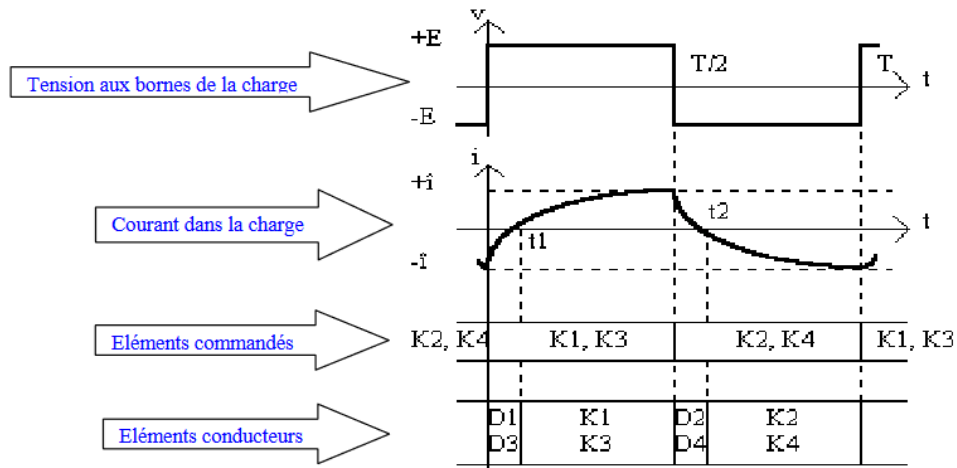 v
+E
T/2
T
t
Tension aux bornes de la charge
-E
i
+î
t2
t
Courant dans la charge
t1
-î
Eléments commandés
K2, K4
K1, K3
K2, K4
K1, K3
D1
K1
D2
K2
Eléments conducteurs
D3
K3
D4
K4